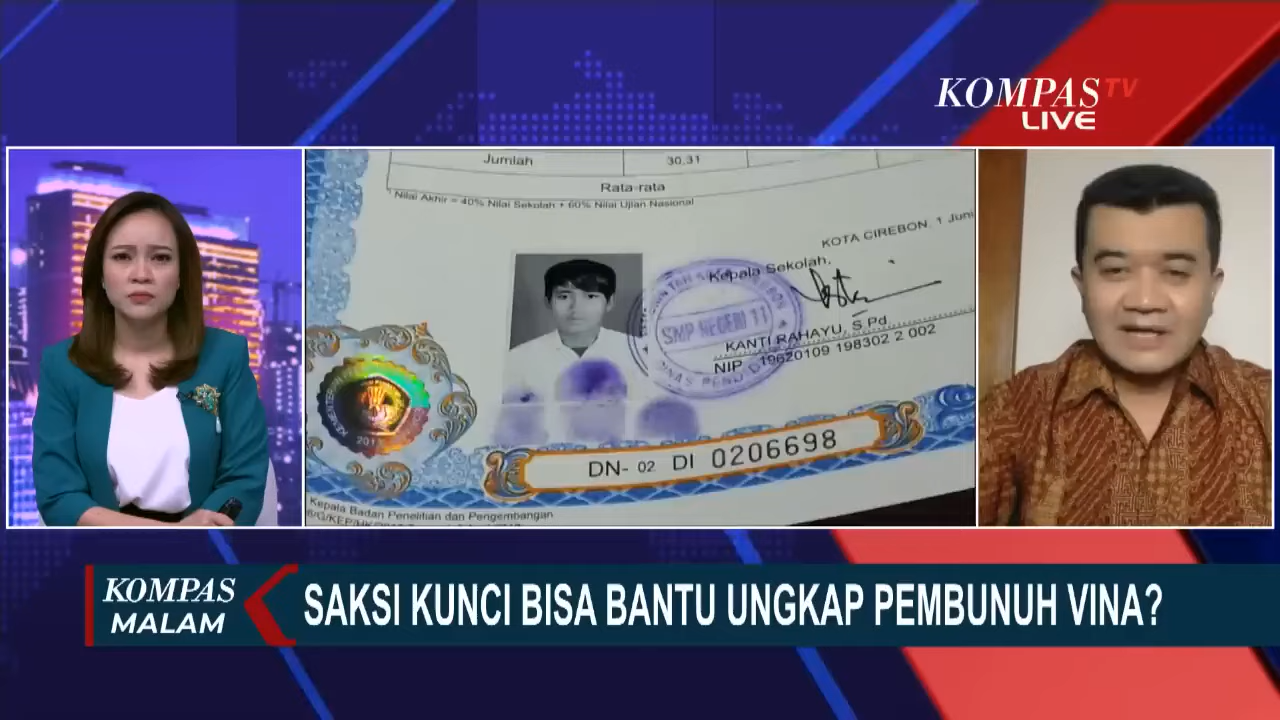 KOMPAS TV
LIVE
Jumlah 30.31
Rata-rata
Nilai Akhir = 40% Nilai Sekolah + 60% Nilai Ujian Nasional
KOTA CIREBON, 1 Juni
Kepala Sekolah,
SMP NEGERI 11
KANTI RAHAYU, S.Pd
NIP 19620109 198302 2 002
DN- 02 DI 0206698
Kepala Badan Penelitian dan Pengembangan
KOMPAS
MALAM
SAKSI KUNCI BISA BANTU UNGKAP PEMBUNUH VINA?